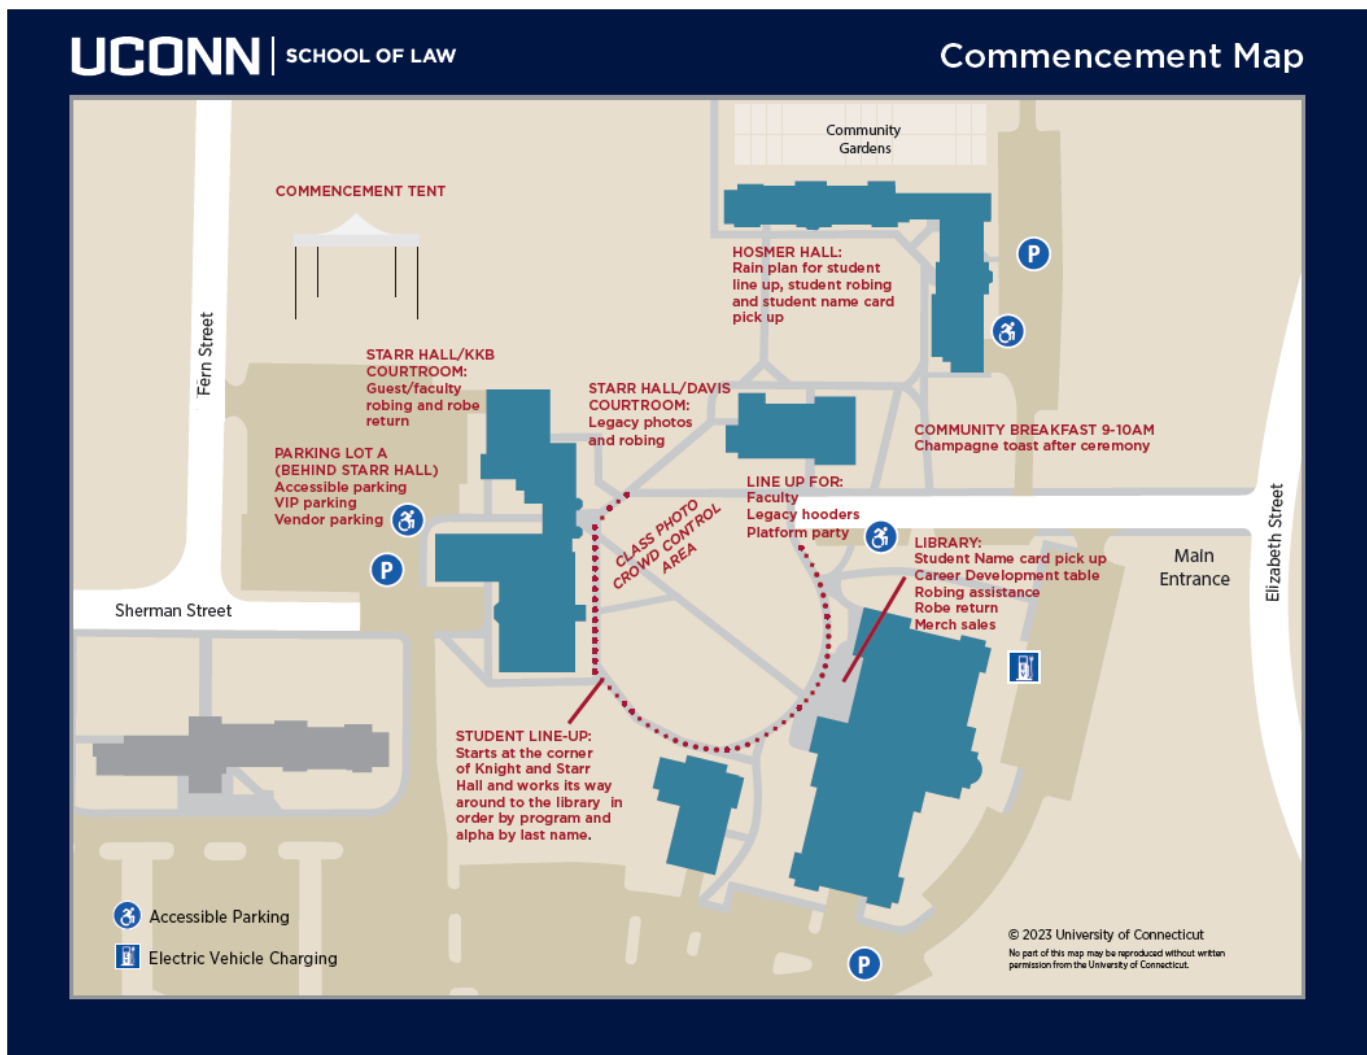 UCONN | SCHOOL OF LAW
Commencement Map
Community
Gardens
COMMENCEMENT TENT
HOSMER HALL:
Rain plan for student
line up, student robing
and student name card
pick up
P
Fern Street
STARR HALL/KKB
COURTROOM:
Guest/faculty
robing and robe
return
STARR HALL/DAVIS
COURTROOM:
Legacy photos
and robing
COMMUNITY BREAKFAST 9-10AM
Champagne toast after ceremony
PARKING LOT A
(BEHIND STARR HALL)
Accessible parking
VIP parking
Vendor parking
P
CLASS PHOTO
CROWD CONTROL
AREA
LINE UP FOR:
Faculty
Legacy hooders
Platform party
LIBRARY:
Student Name card pick up
Career Development table
Robing assistance
Robe return
Merch sales
Main
Entrance
Elizabeth Street
Sherman Street
STUDENT LINE-UP:
Starts at the corner
of Knight and Starr
Hall and works its way
around to the library in
order by program and
alpha by last name.
Accessible Parking
Electric Vehicle Charging
P
© 2023 University of Connecticut
No part of this map may be reproduced without written
permission from the University of Connecticut.